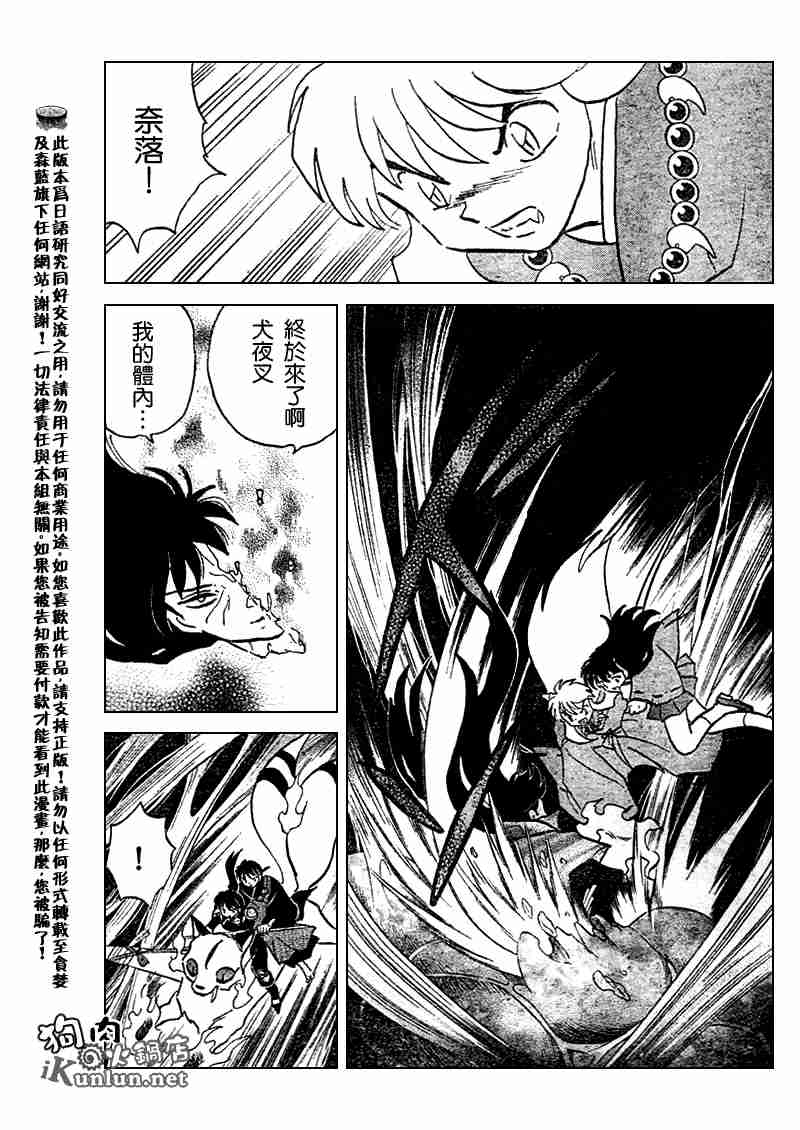 奈落！
終於來了啊
犬夜叉
我的體內…
！
！
此版本爲日語研究同好交流之用，請勿用于任何商業用途，如您喜歡此作品，請支持正版！請勿以任何形式轉載至貪婪
及森藍旗下任何網站，謝謝！一切法律責任與本組無關。如果您被告知需要付款才能看到此漫畫，那麼，您被騙了！
狗肉
火鍋店
iKunlun.net